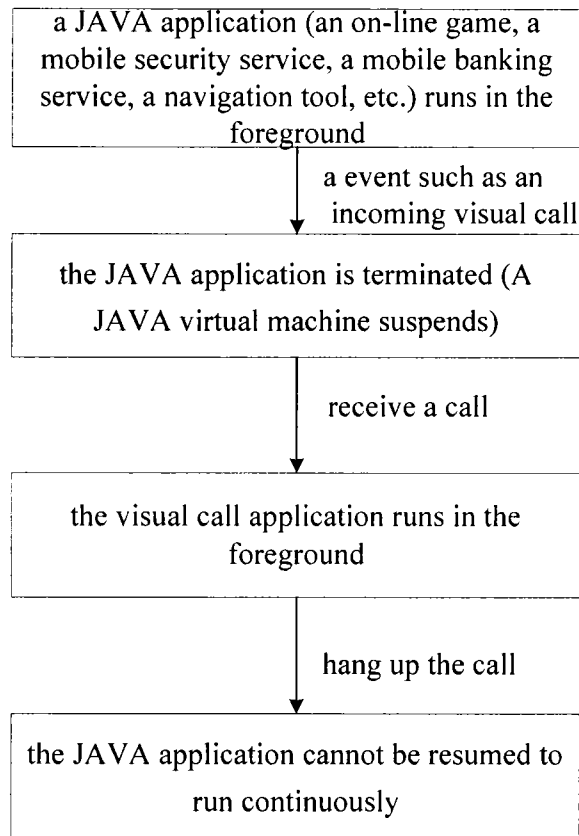 a JAVA application (an on-line game, a
mobile security service, a mobile banking
service, a navigation tool, etc.) runs in the
foreground
a event such as an
incoming visual call
the JAVA application is terminated (A
JAVA virtual machine suspends)
receive a call
the visual call application runs in the
foreground
hang up the call
the JAVA application cannot be resumed to
run continuously